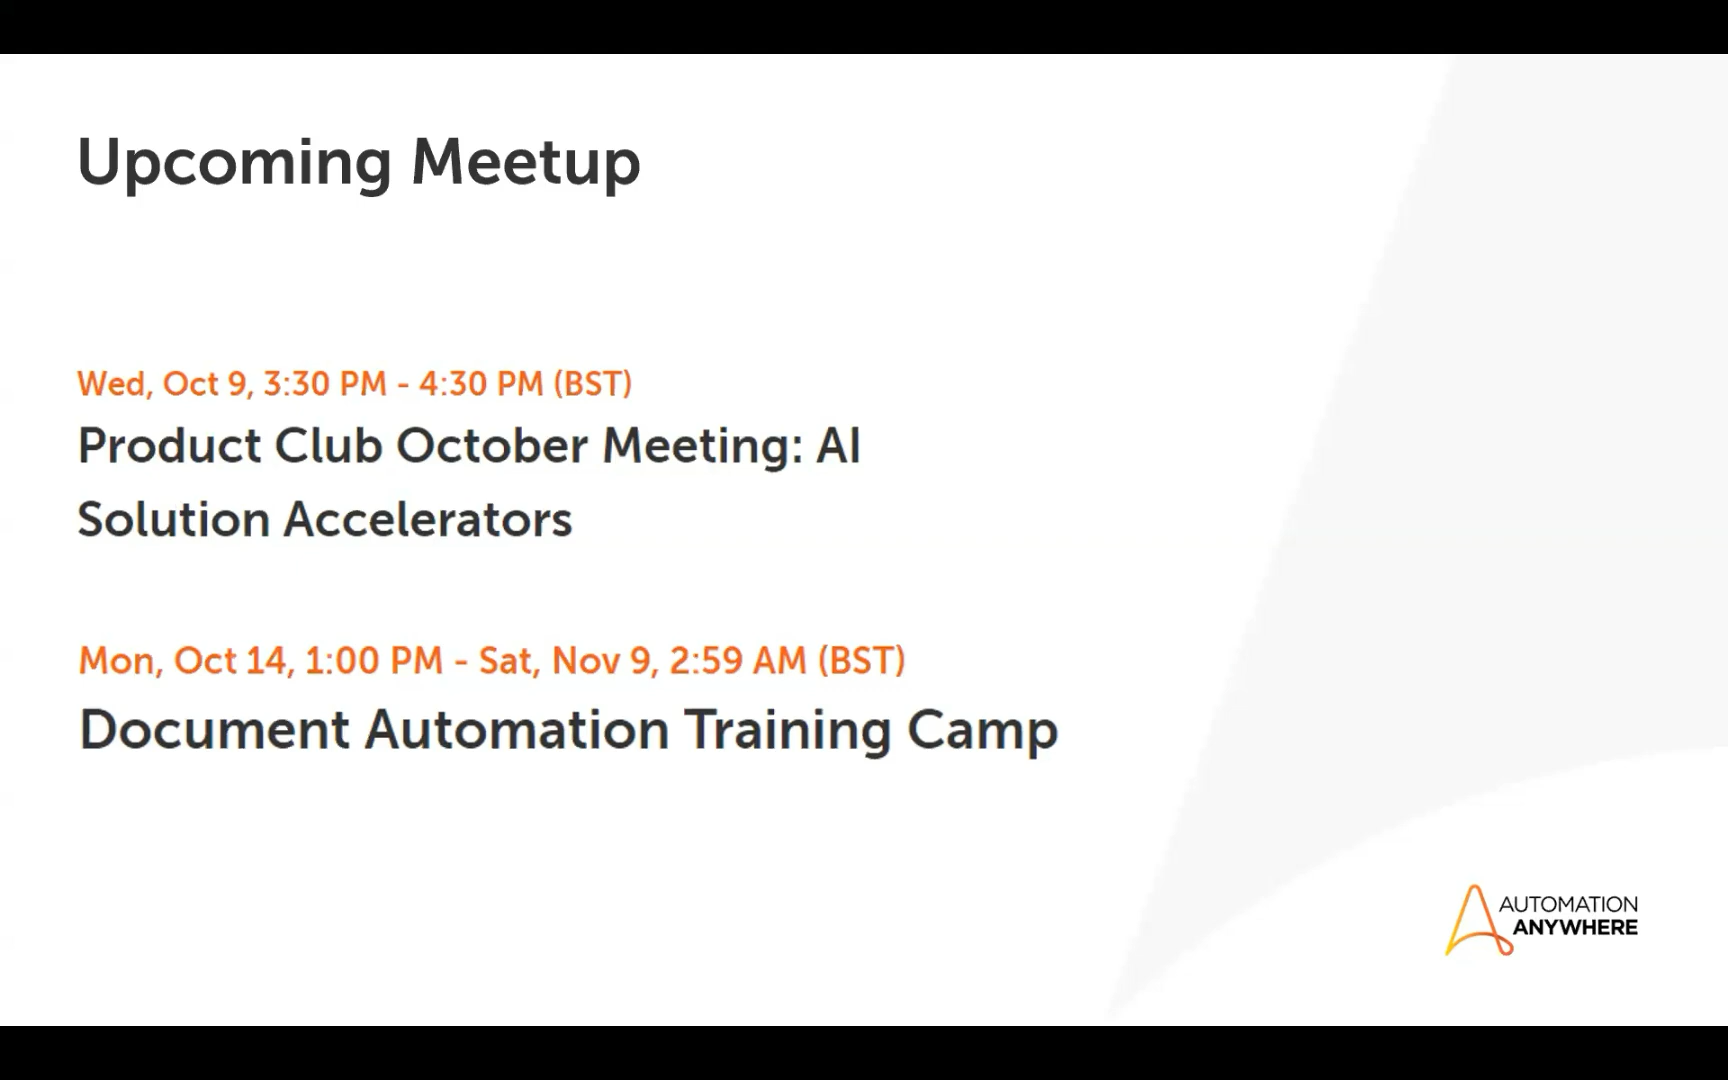 Upcoming Meetup
Wed, Oct 9, 3:30 PM - 4:30 PM (BST)
Product Club October Meeting: AI
Solution Accelerators
Mon, Oct 14, 1:00 PM - Sat, Nov 9, 2:59 AM (BST)
Document Automation Training Camp
AUTOMATION
ANYWHERE